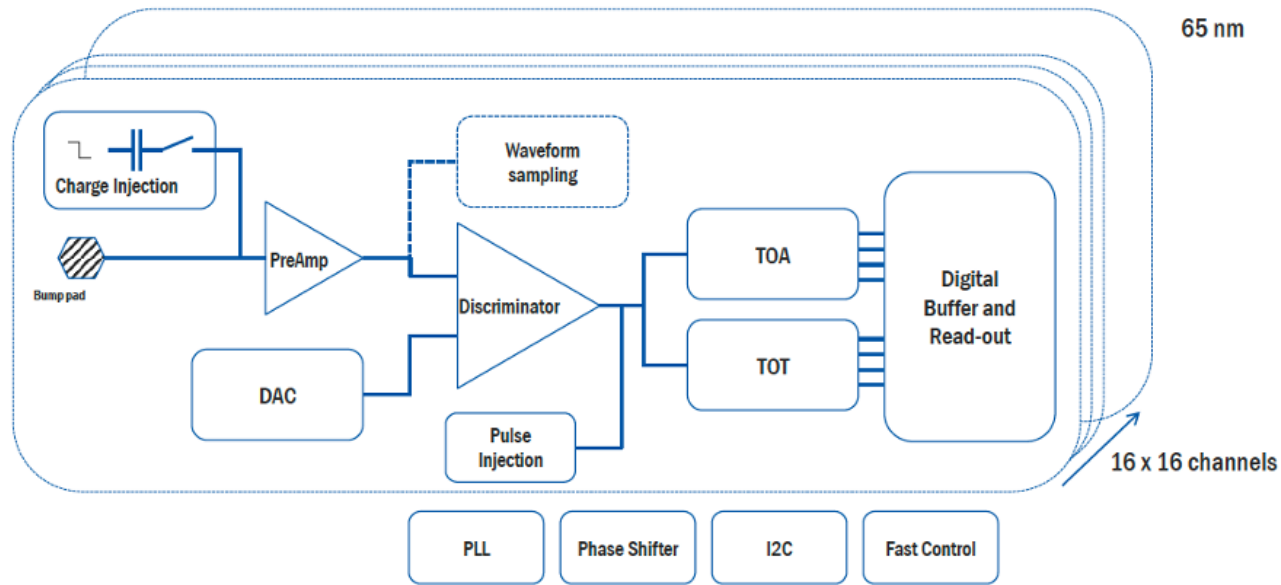 65 nm
Charge Injection
Waveform
sampling
Bump pad
PreAmp
Discriminator
TOA
TOT
Digital
Buffer and
Read-out
DAC
Pulse
Injection
16 x 16 channels
PLL
Phase Shifter
I2C
Fast Control